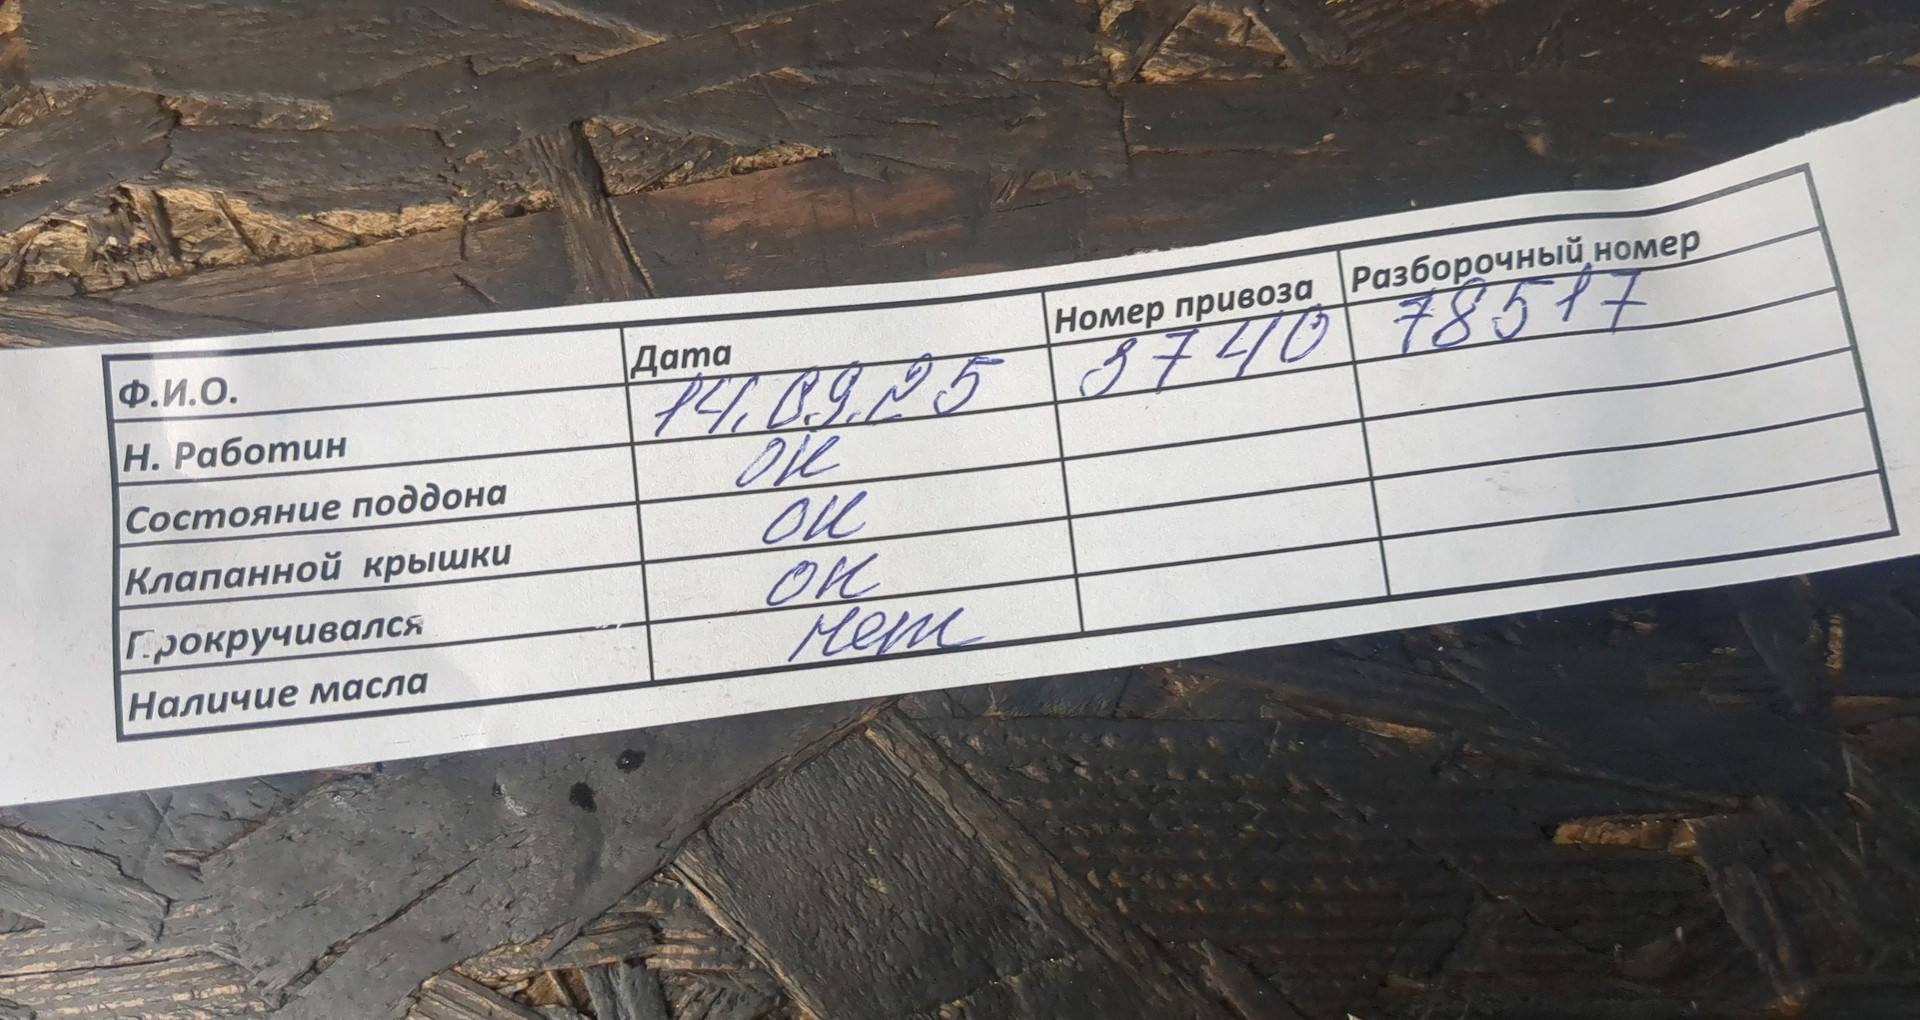 Ф.И.О. Дата Номер привоза Разборочный номер
Н. Работин 14.09.25 3740 78517
Состояние поддона ок
Клапанной крышки ок
Прокручивался ок
Наличие масла нет